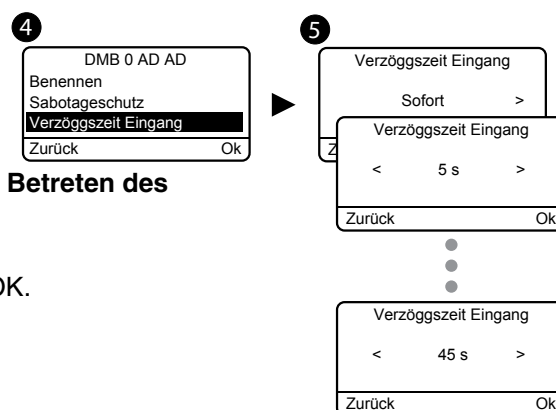 4
DMB 0 AD AD
Benennen
Sabotageschutz
Verzöggszeit Eingang
Zurück Ok
Betreten des
OK.
5
Verzöggszeit Eingang
Sofort >
Z
Verzöggszeit Eingang
< 5 s >
Zurück Ok
Verzöggszeit Eingang
< 45 s >
Zurück Ok